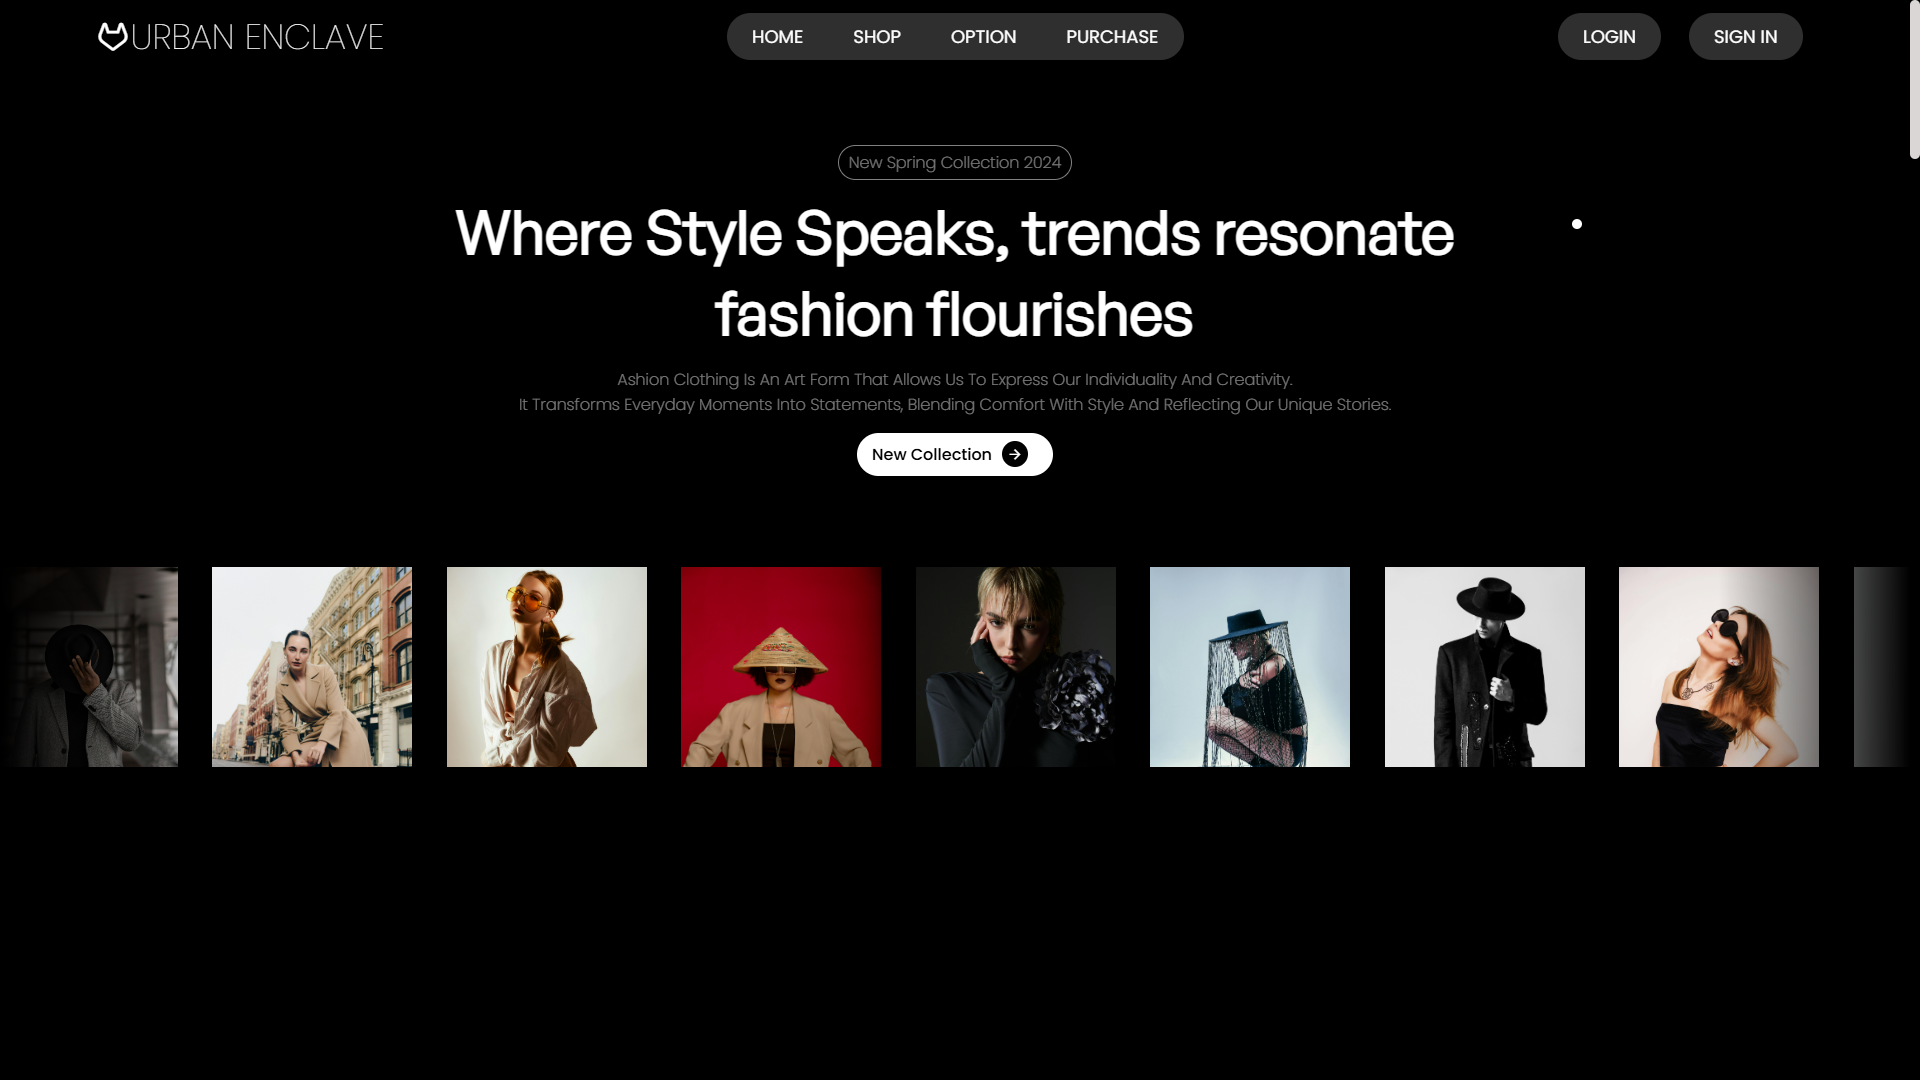 URBAN ENCLAVE
HOME SHOP OPTION PURCHASE
LOGIN SIGN IN
New Spring Collection 2024
Where Style Speaks, trends resonate
fashion flourishes
Ashion Clothing Is An Art Form That Allows Us To Express Our Individuality And Creativity.
It Transforms Everyday Moments Into Statements, Blending Comfort With Style And Reflecting Our Unique Stories.
New Collection